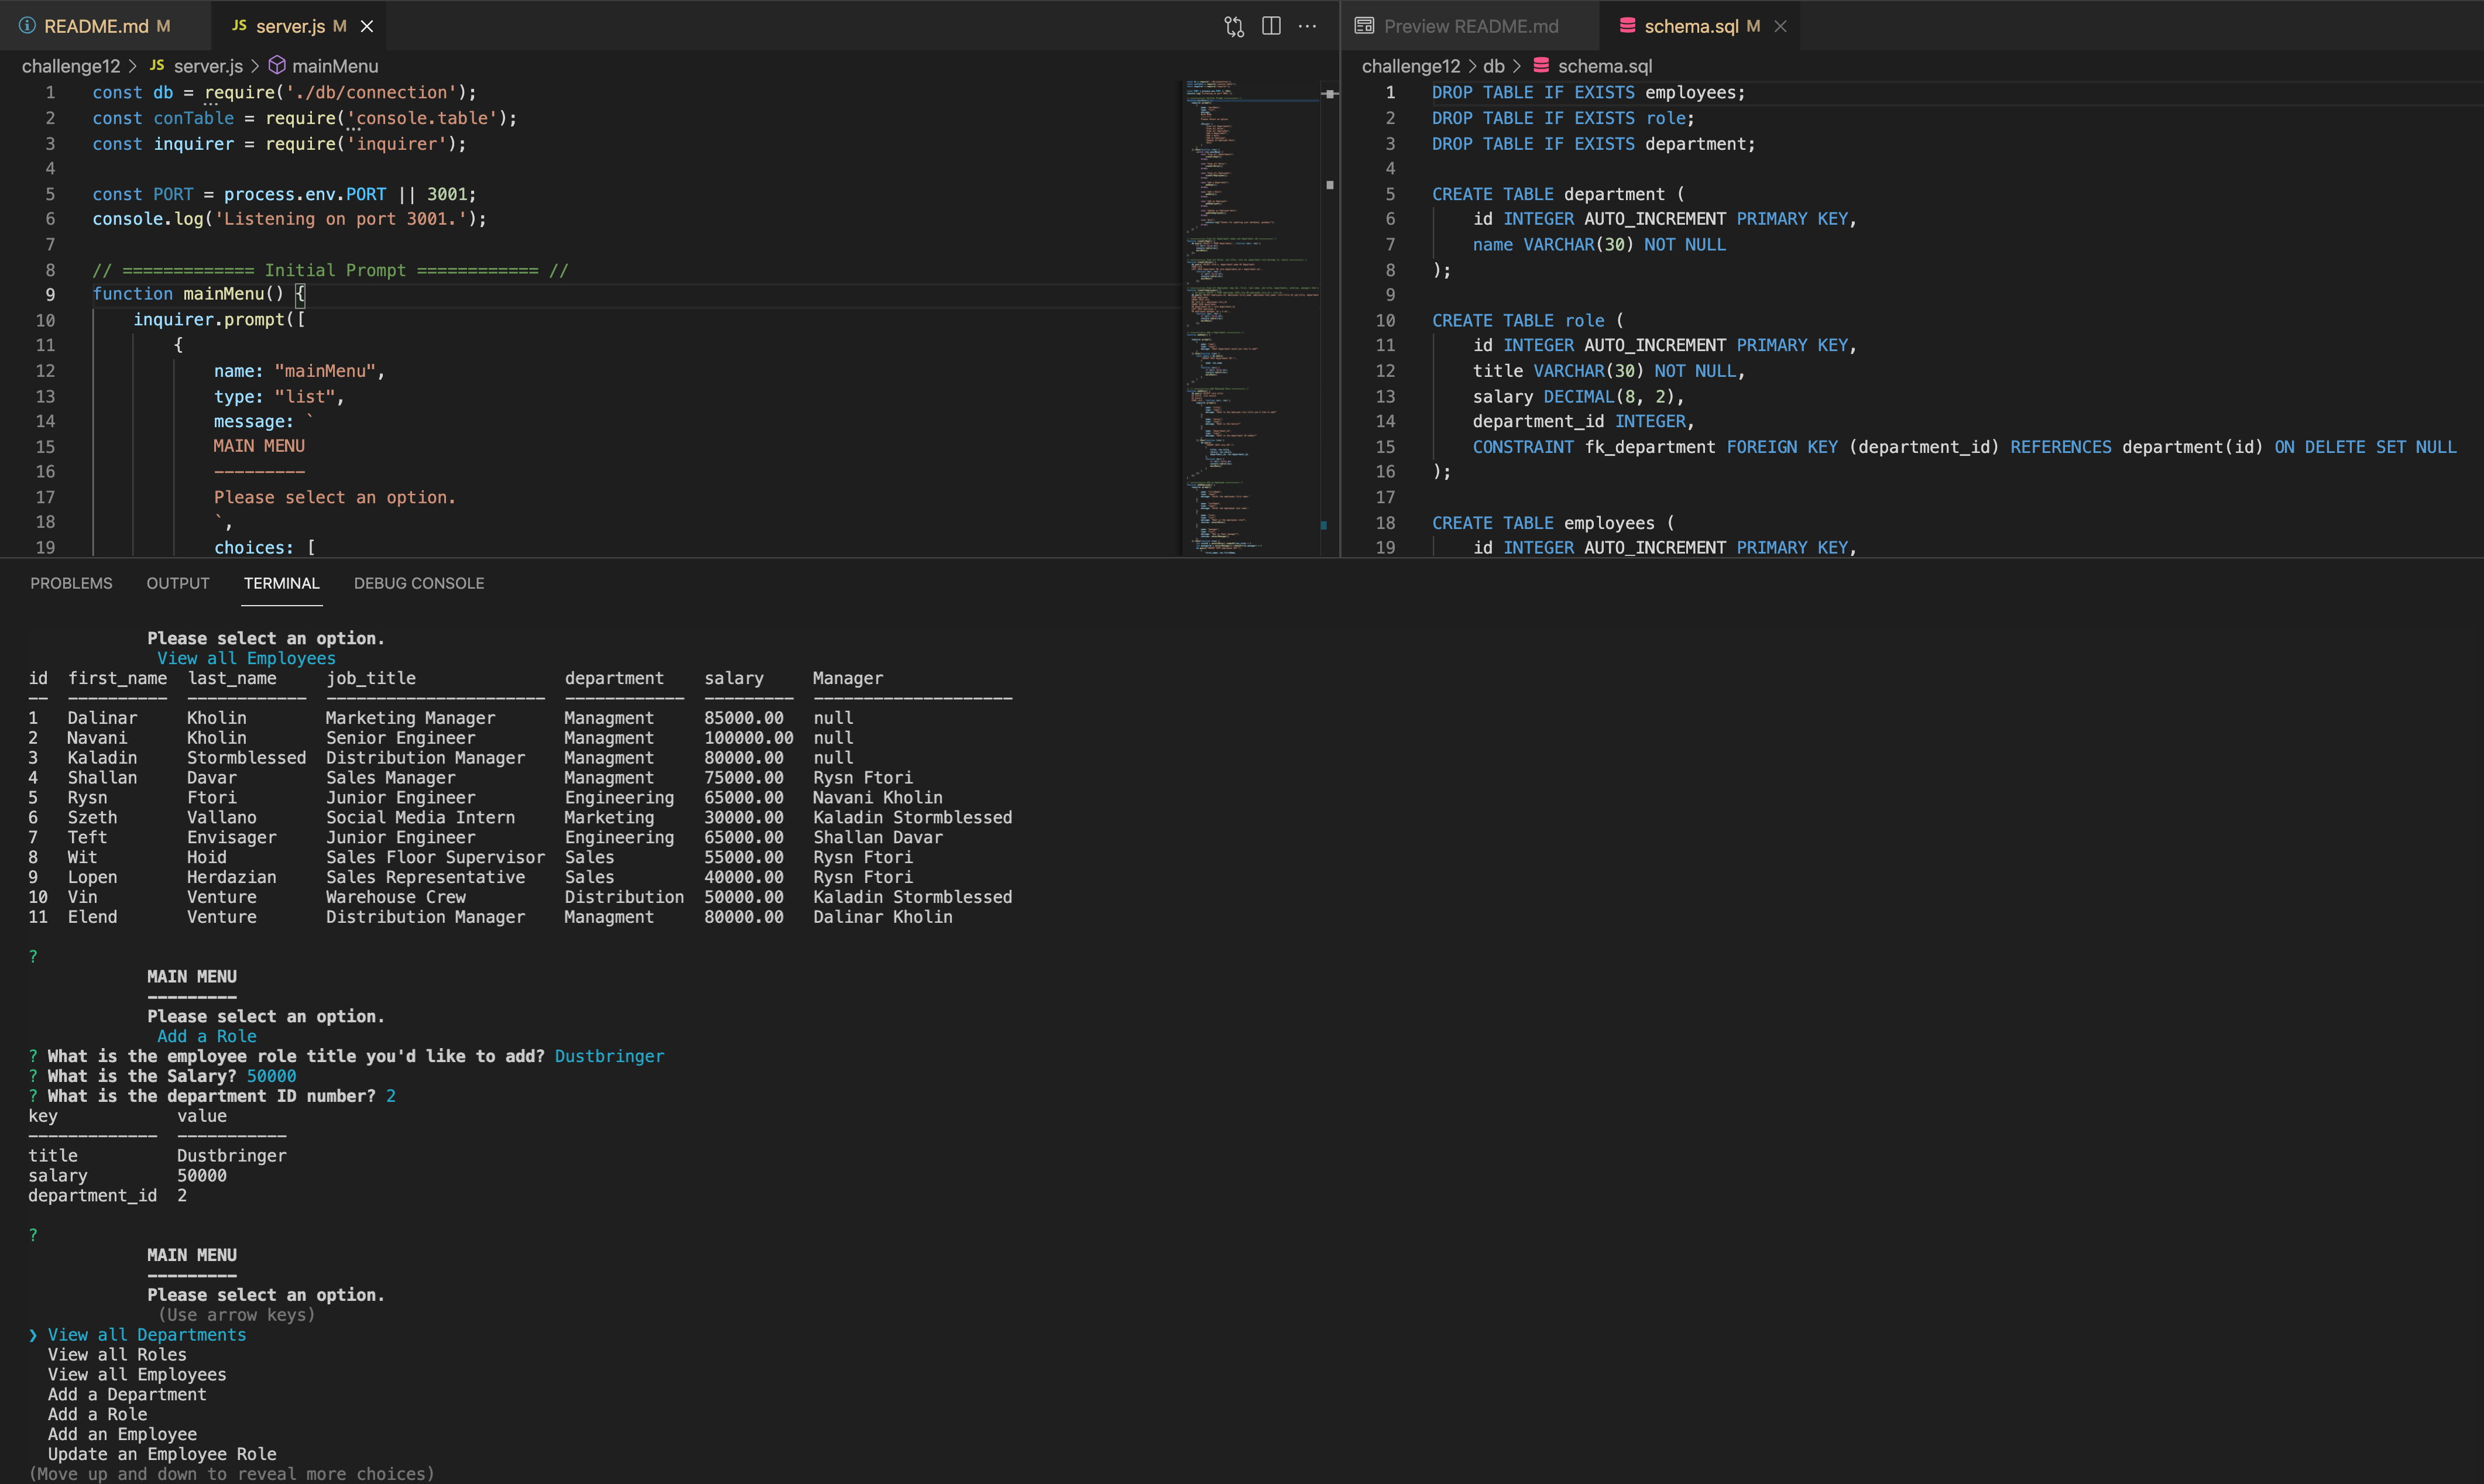 README.md M
JS server.js M
Preview README.md
schema.sql M
challenge12 > JS server.js > mainMenu
1 const db = require('./db/connection');
2 const conTable = require('console.table');
3 const inquirer = require('inquirer');
4
5 const PORT = process.env.PORT || 3001;
6 console.log('Listening on port 3001.');
7
8 // ============= Initial Prompt ============ //
9 function mainMenu() {
10 inquirer.prompt([
11 {
12 name: "mainMenu",
13 type: "list",
14 message: `
15 MAIN MENU
16 ---------
17 Please select an option.
18 `,
19 choices: [
challenge12 > db > schema.sql
1 DROP TABLE IF EXISTS employees;
2 DROP TABLE IF EXISTS role;
3 DROP TABLE IF EXISTS department;
4
5 CREATE TABLE department (
6 id INTEGER AUTO_INCREMENT PRIMARY KEY,
7 name VARCHAR(30) NOT NULL
8 );
9
10 CREATE TABLE role (
11 id INTEGER AUTO_INCREMENT PRIMARY KEY,
12 title VARCHAR(30) NOT NULL,
13 salary DECIMAL(8, 2),
14 department_id INTEGER,
15 CONSTRAINT fk_department FOREIGN KEY (department_id) REFERENCES department(id) ON DELETE SET NULL
16 );
17
18 CREATE TABLE employees (
19 id INTEGER AUTO_INCREMENT PRIMARY KEY,
PROBLEMS OUTPUT TERMINAL DEBUG CONSOLE
Please select an option.
View all Employees
id first_name last_name job_title department salary Manager
-- ---------- ------------ ---------------------- ------------ --------- --------------------
1 Dalinar Kholin Marketing Manager Managment 85000.00 null
2 Navani Kholin Senior Engineer Managment 100000.00 null
3 Kaladin Stormblessed Distribution Manager Managment 80000.00 null
4 Shallan Davar Sales Manager Managment 75000.00 Rysn Ftori
5 Rysn Ftori Junior Engineer Engineering 65000.00 Navani Kholin
6 Szeth Vallano Social Media Intern Marketing 30000.00 Kaladin Stormblessed
7 Teft Envisager Junior Engineer Engineering 65000.00 Shallan Davar
8 Wit Hoid Sales Floor Supervisor Sales 55000.00 Rysn Ftori
9 Lopen Herdazian Sales Representative Sales 40000.00 Rysn Ftori
10 Vin Venture Warehouse Crew Distribution 50000.00 Kaladin Stormblessed
11 Elend Venture Distribution Manager Managment 80000.00 Dalinar Kholin
?
MAIN MENU
---------
Please select an option.
Add a Role
? What is the employee role title you'd like to add? Dustbringer
? What is the Salary? 50000
? What is the department ID number? 2
key value
------------- -----------
title Dustbringer
salary 50000
department_id 2
?
MAIN MENU
---------
Please select an option.
(Use arrow keys)
❯ View all Departments
View all Roles
View all Employees
Add a Department
Add a Role
Add an Employee
Update an Employee Role
(Move up and down to reveal more choices)